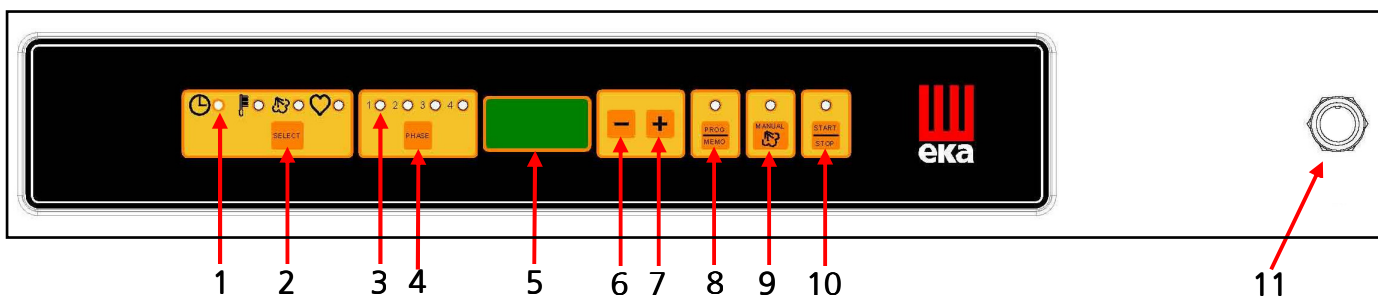 1 2 3 4
SELECT PHASE - + PROG MEMO MANUAL START STOP
eka
1 2 3 4 5 6 7 8 9 10 11